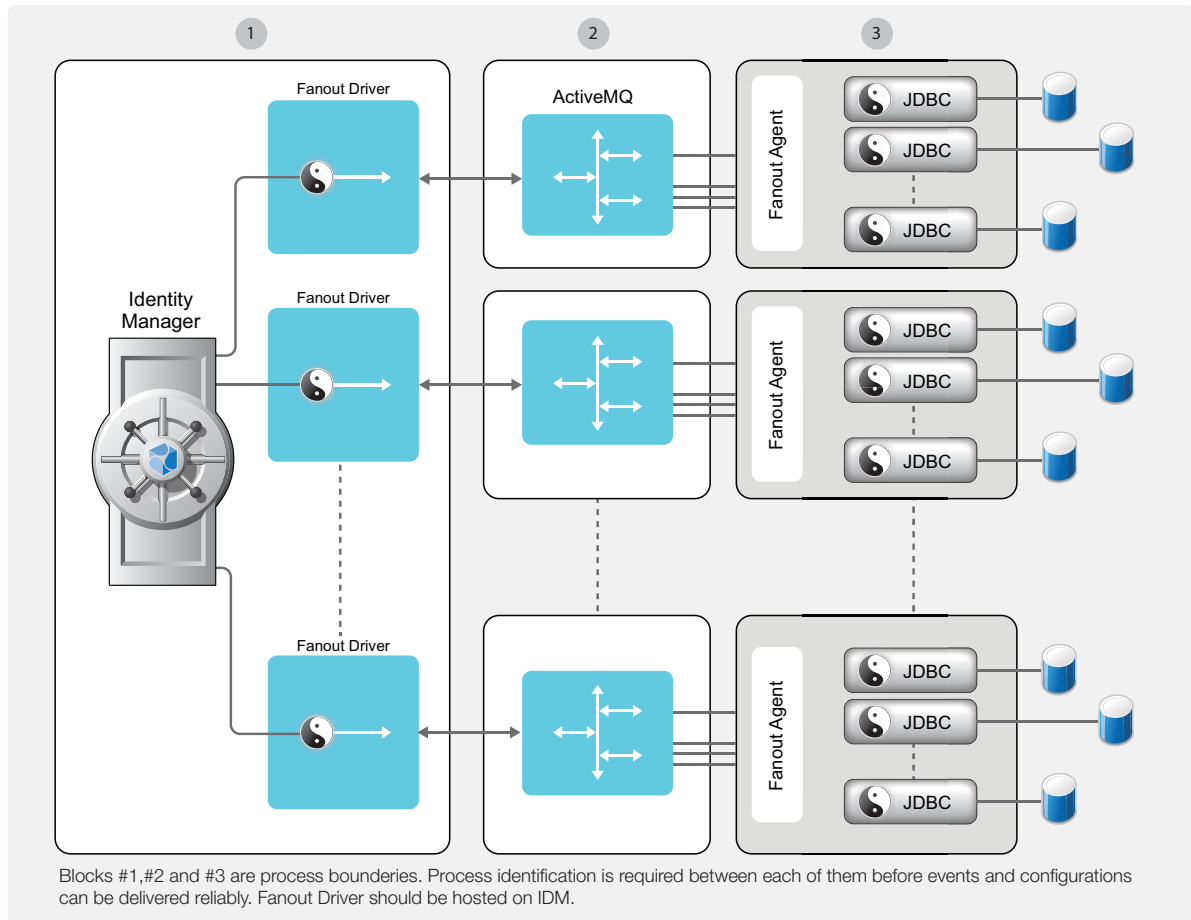 1
2
3
Fanout Driver
ActiveMQ
Fanout Agent
JDBC
JDBC
JDBC
Identity
Manager
Fanout Driver
Fanout Agent
JDBC
JDBC
JDBC
Fanout Driver
Fanout Agent
JDBC
JDBC
JDBC
Blocks #1,#2 and #3 are process bounderies. Process identification is required between each of them before events and configurations
can be delivered reliably. Fanout Driver should be hosted on IDM.